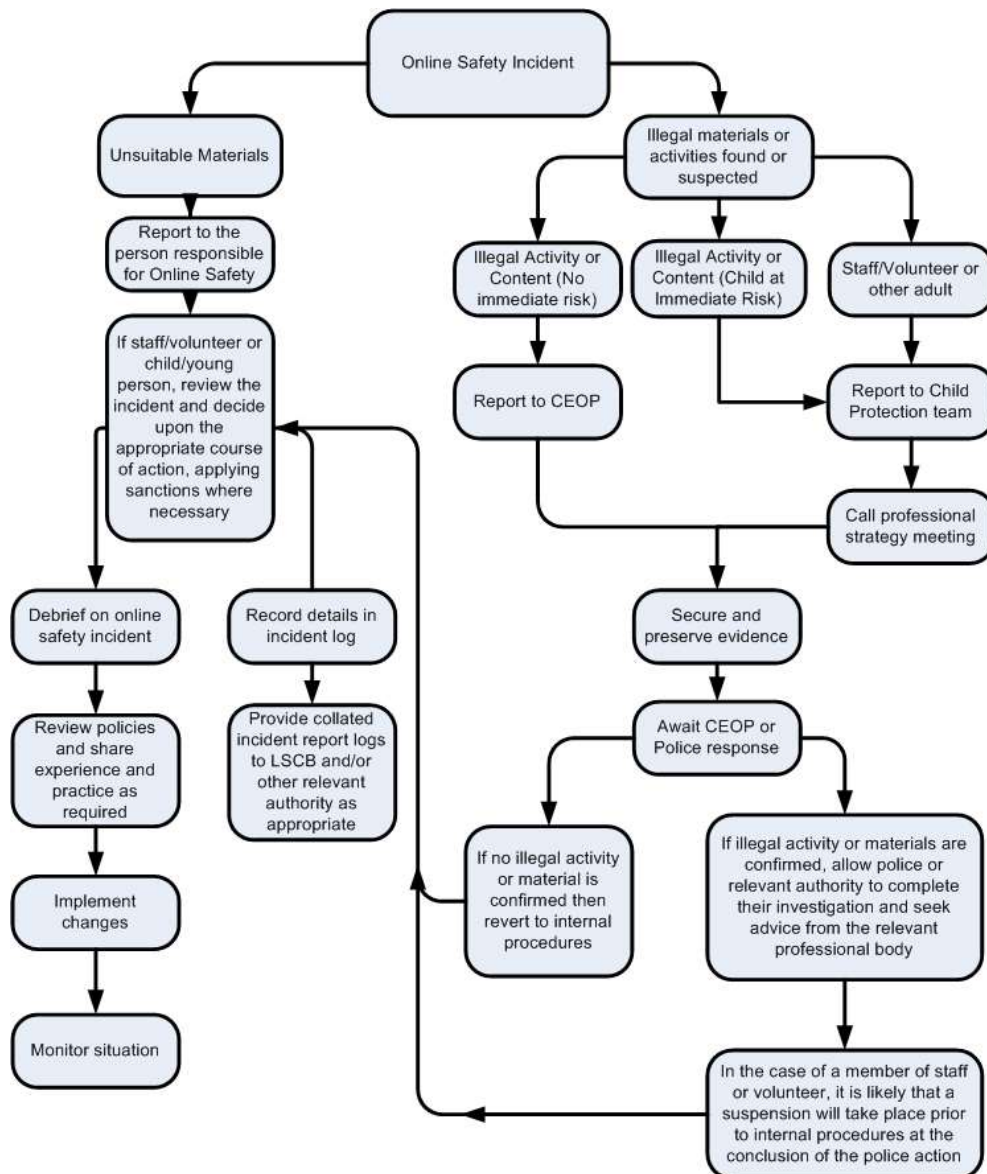 Online Safety Incident
Unsuitable Materials
Illegal materials or
activities found or
suspected
Report to the
person responsible
for Online Safety
Illegal Activity or
Content (No
immediate risk)
Illegal Activity or
Content (Child at
Immediate Risk)
Staff/Volunteer or
other adult
If staff/volunteer or
child/young
person, review the
incident and decide
upon the
appropriate course
of action, applying
sanctions where
necessary
Report to CEOP
Report to Child
Protection team
Call professional
strategy meeting
Debrief on online
safety incident
Record details in
incident log
Secure and
preserve evidence
Review policies
and share
experience and
practice as
required
Provide collated
incident report logs
to LSCB and/or
other relevant
authority as
appropriate
Await CEOP or
Police response
If no illegal activity
or material is
confirmed then
revert to internal
procedures
If illegal activity or materials are
confirmed, allow police or
relevant authority to complete
their investigation and seek
advice from the relevant
professional body
Implement
changes
Monitor situation
In the case of a member of staff
or volunteer, it is likely that a
suspension will take place prior
to internal procedures at the
conclusion of the police action